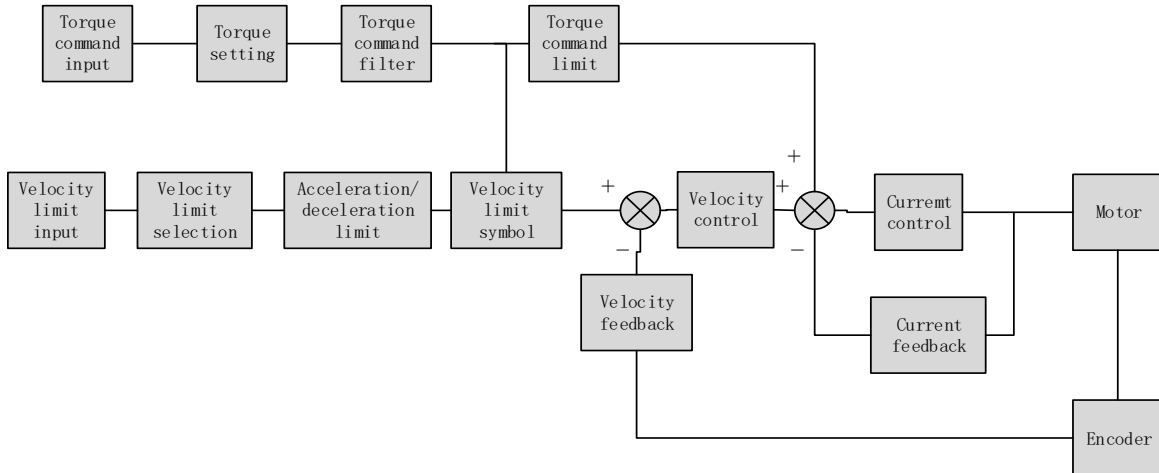 Torque
command
input
Torque
setting
Torque
command
filter
Torque
command
limit
Velocity
limit
input
Velocity
limit
selection
Acceleration/
deceleration
limit
Velocity
limit
symbol
+
−
Velocity
control
+
+
−
Curremt
control
Motor
Velocity
feedback
Current
feedback
Encoder